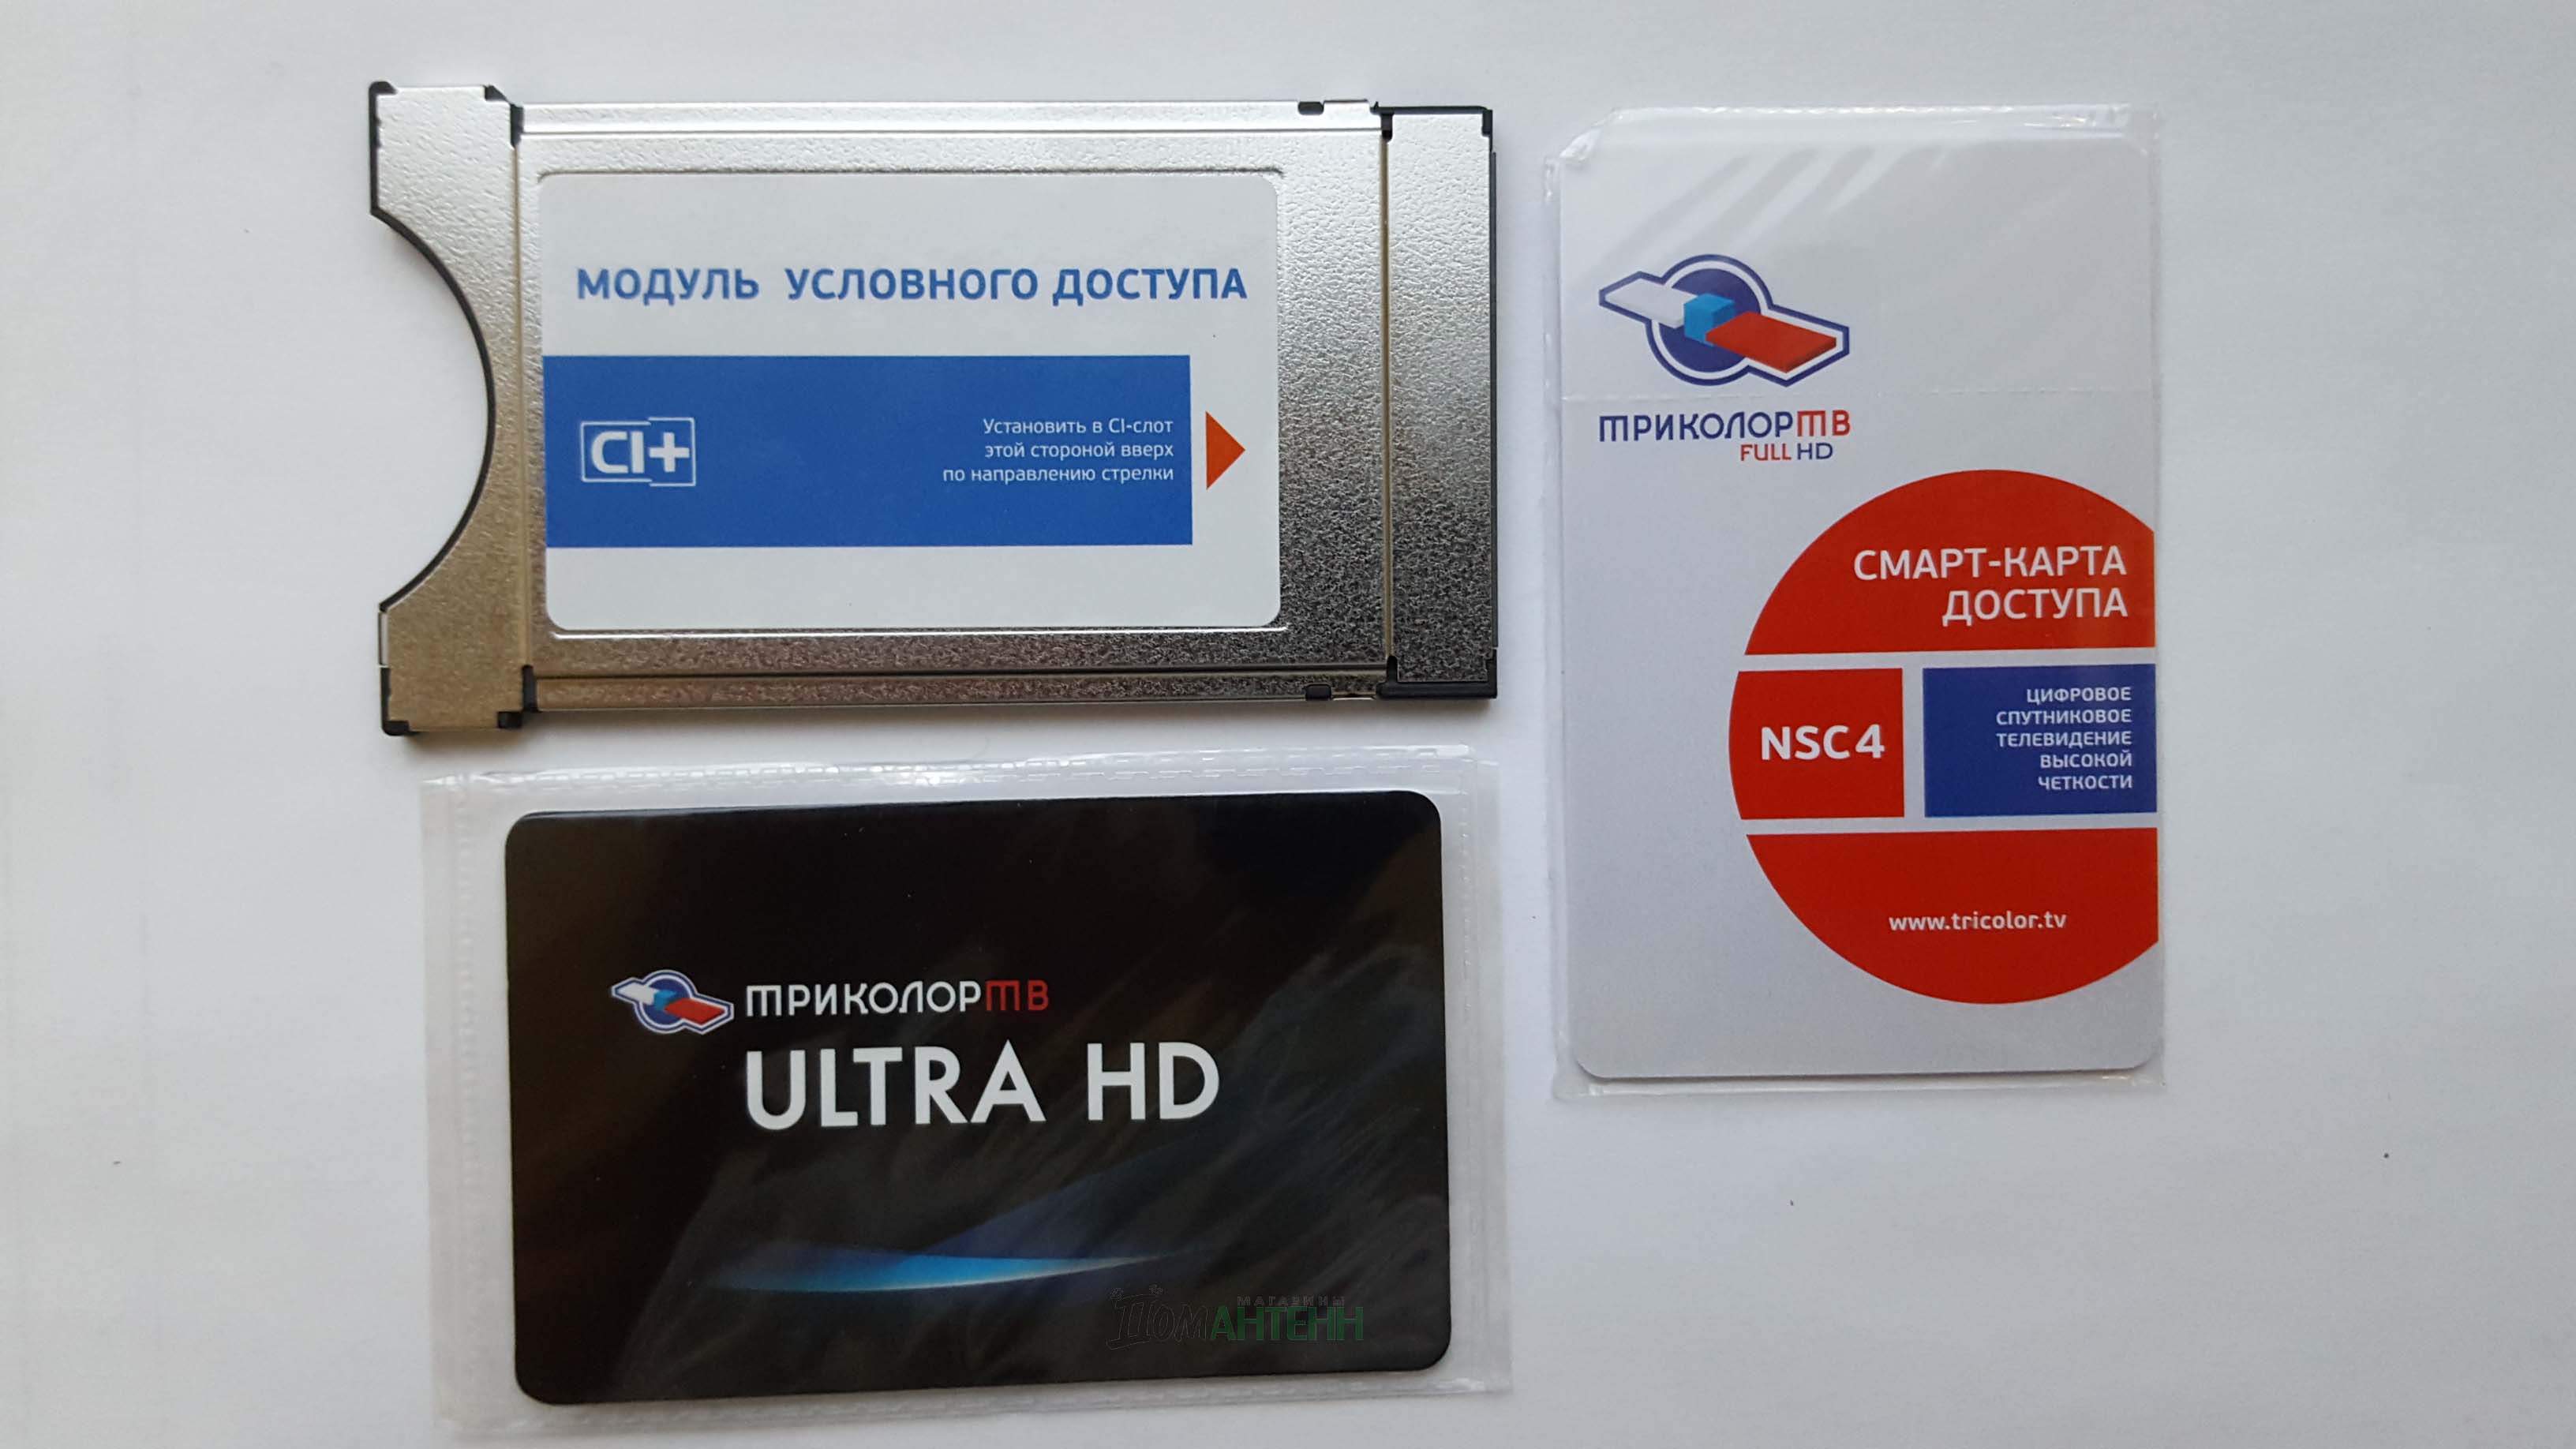 МОДУЛЬ УСЛОВНОГО ДОСТУПА
CI+
Установить в CI-слот
этой стороной вверх
по направлению стрелки
ТРИКОЛОРТВ
FULL HD
СМАРТ-КАРТА
ДОСТУПА
NSC4
ЦИФРОВОЕ
СПУТНИКОВОЕ
ТЕЛЕВИДЕНИЕ
ВЫСОКОЙ
ЧЕТКОСТИ
www.tricolor.tv
ТРИКОЛОРТВ
ULTRA HD
МАГАЗИНЫ
ДомАНТЕНН